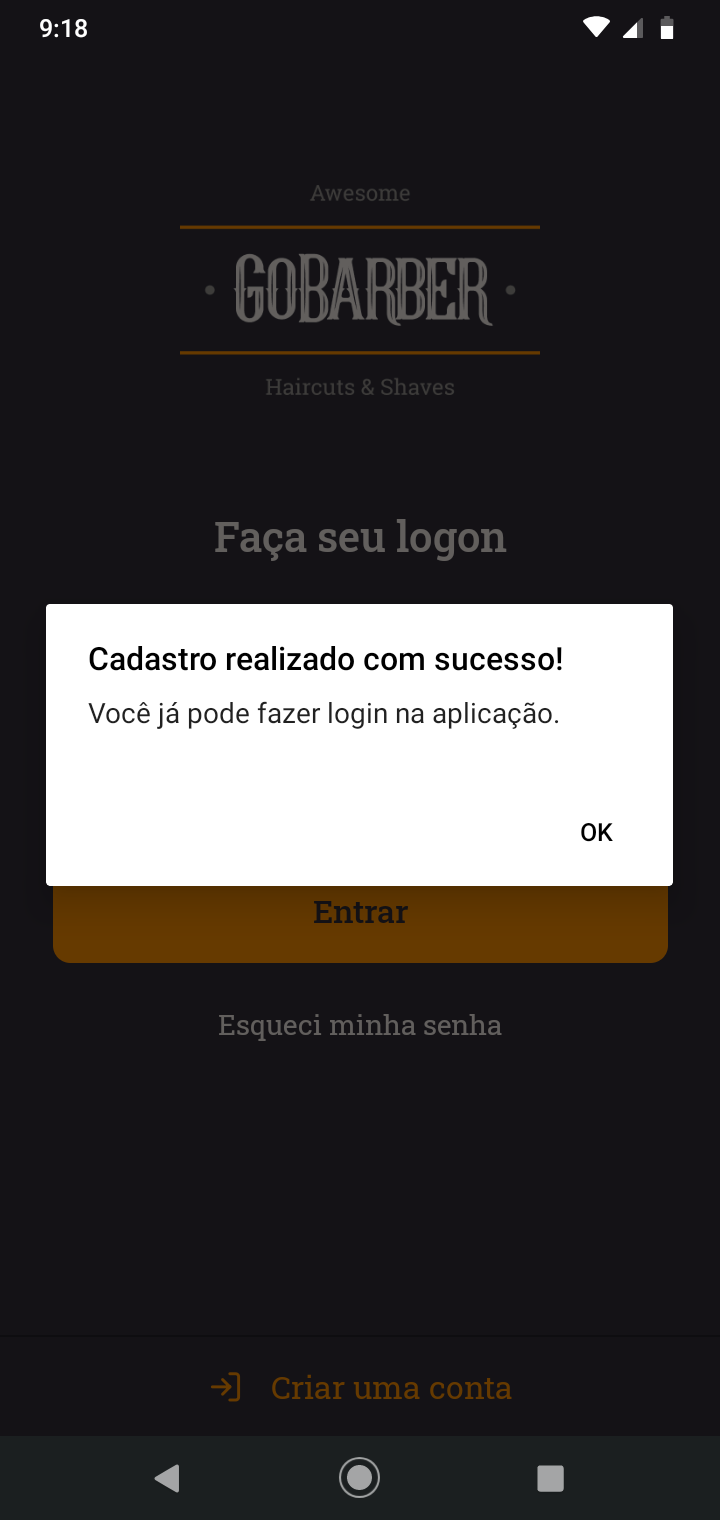 9:18
Awesome
GOBARBER
Haircuts & Shaves
Faça seu logon
Cadastro realizado com sucesso!
Você já pode fazer login na aplicação.
OK
Entrar
Esqueci minha senha
Criar uma conta